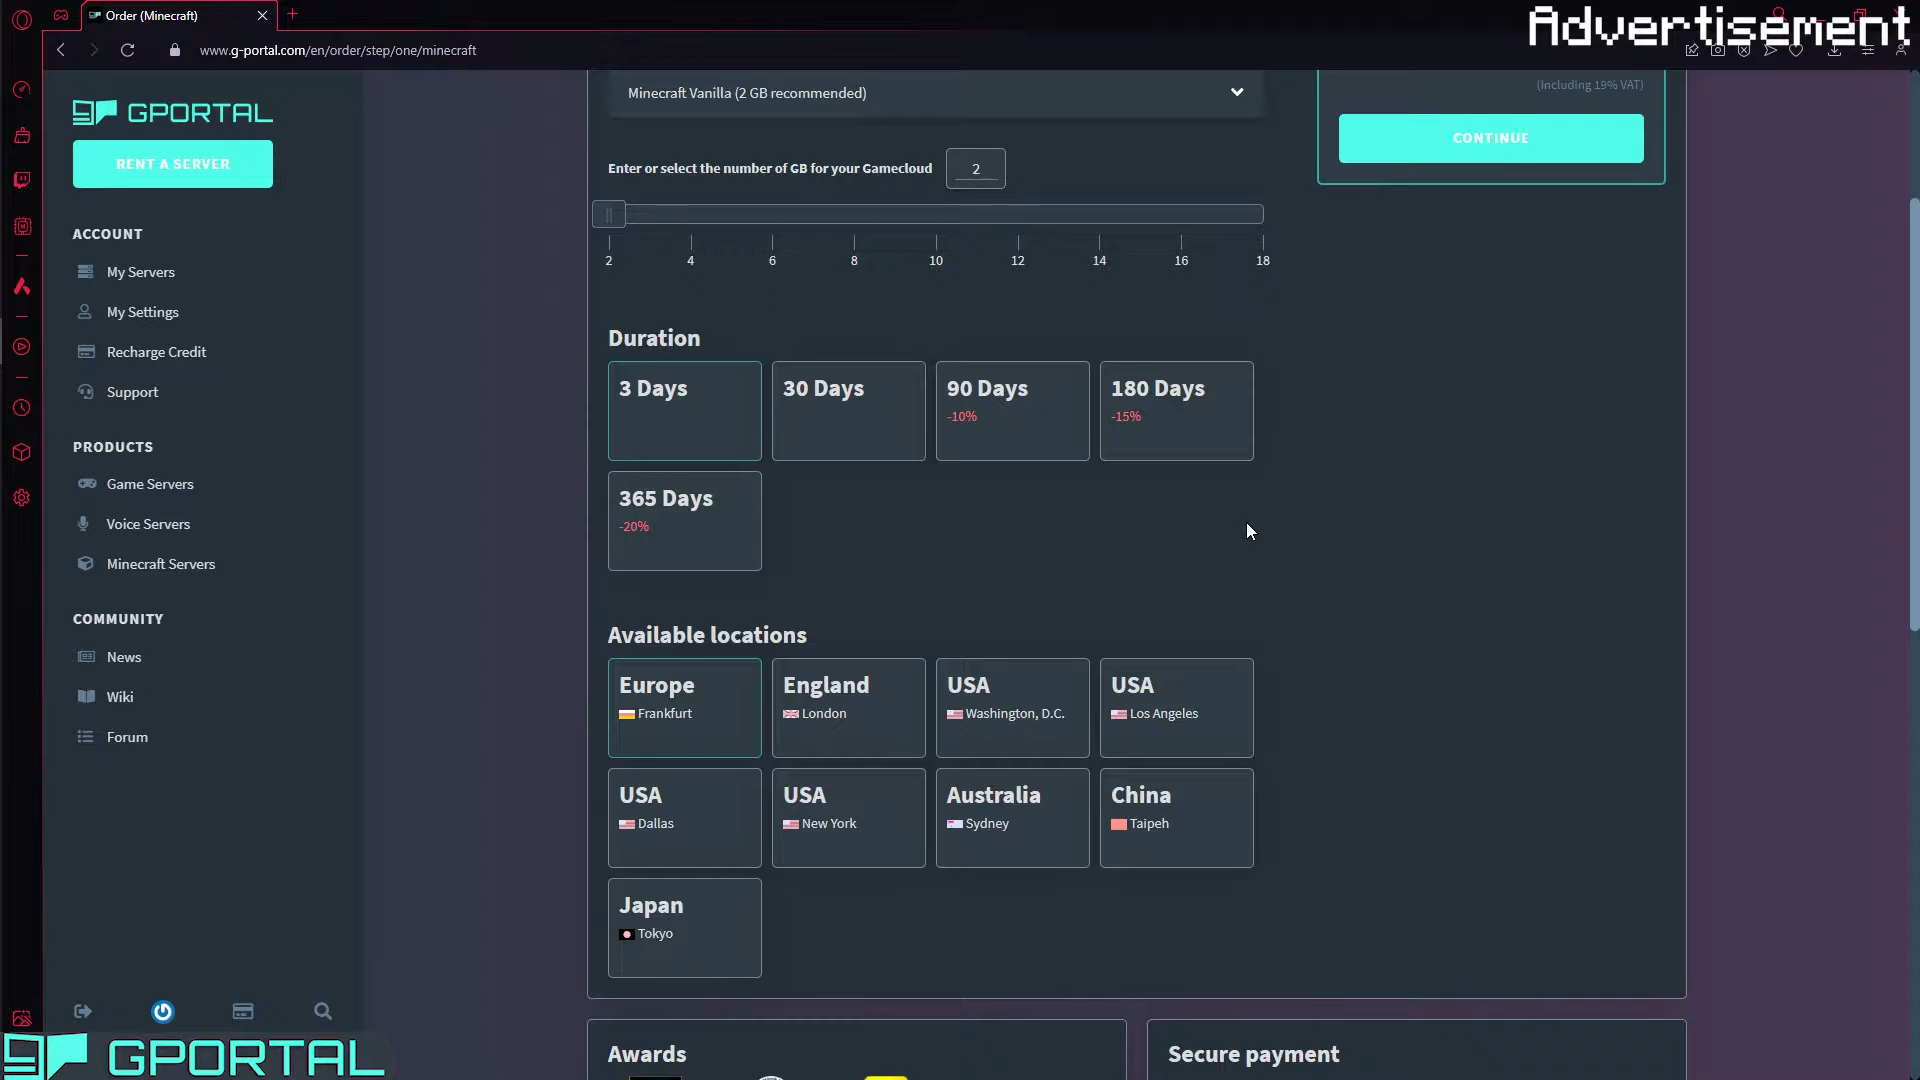 Order (Minecraft)
Advertisement
www.g-portal.com/en/order/step/one/minecraft
GPORTAL
RENT A SERVER
ACCOUNT
My Servers
My Settings
Recharge Credit
Support
PRODUCTS
Game Servers
Voice Servers
Minecraft Servers
COMMUNITY
News
Wiki
Forum
GPORTAL
Minecraft Vanilla (2 GB recommended)
Enter or select the number of GB for your Gamecloud 2
2 4 6 8 10 12 14 16 18
Duration
3 Days
30 Days
90 Days
-10%
180 Days
-15%
365 Days
-20%
Available locations
Europe
Frankfurt
England
London
USA
Washington, D.C.
USA
Los Angeles
USA
Dallas
USA
New York
Australia
Sydney
China
Taipeh
Japan
Tokyo
(Including 19% VAT)
CONTINUE
Awards
Secure payment